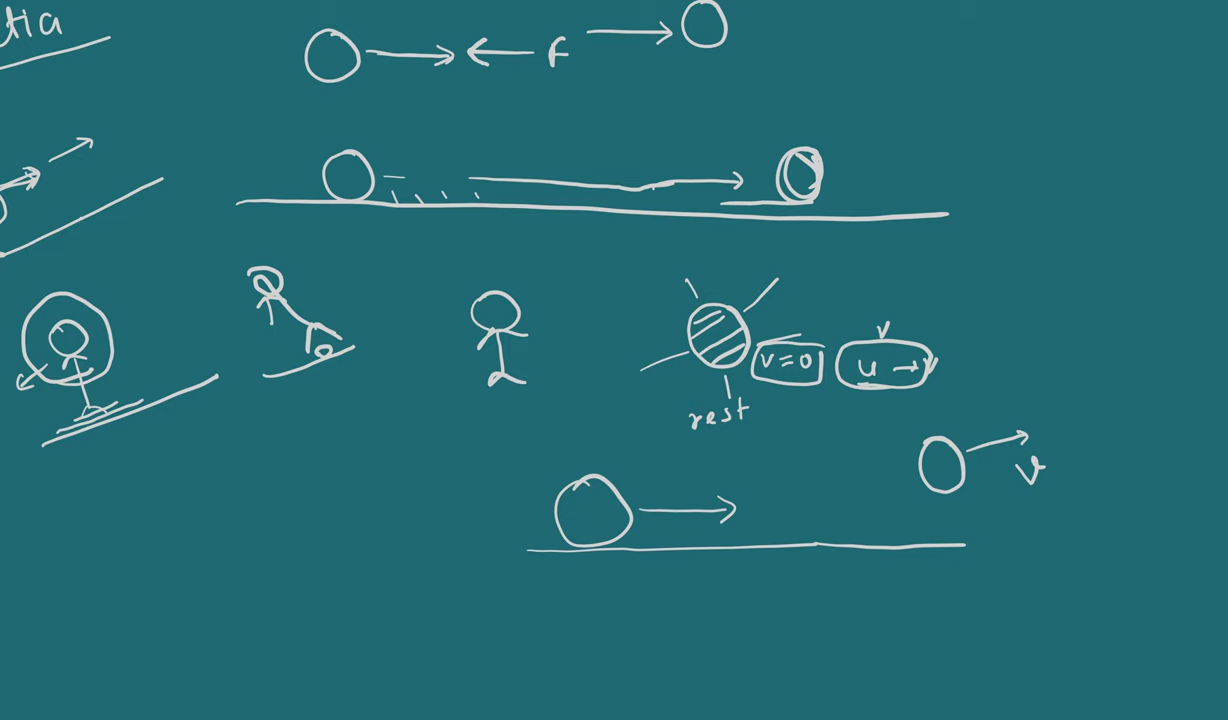 tia
F
v
v = 0
u → v
rest
v